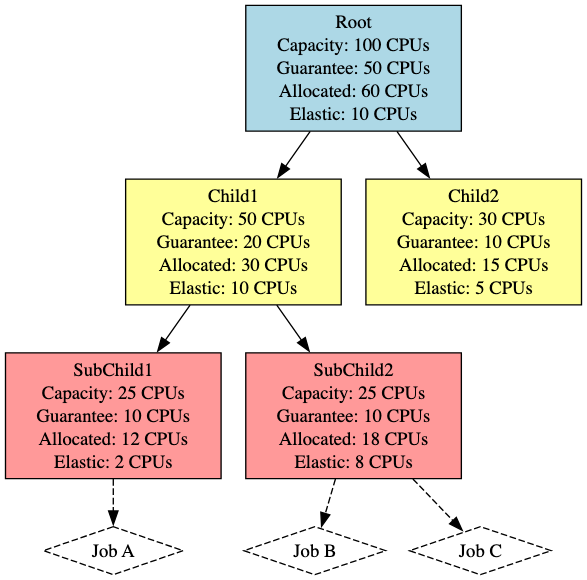 Root
Capacity: 100 CPUs
Guarantee: 50 CPUs
Allocated: 60 CPUs
Elastic: 10 CPUs
Child1
Capacity: 50 CPUs
Guarantee: 20 CPUs
Allocated: 30 CPUs
Elastic: 10 CPUs
Child2
Capacity: 30 CPUs
Guarantee: 10 CPUs
Allocated: 15 CPUs
Elastic: 5 CPUs
SubChild1
Capacity: 25 CPUs
Guarantee: 10 CPUs
Allocated: 12 CPUs
Elastic: 2 CPUs
SubChild2
Capacity: 25 CPUs
Guarantee: 10 CPUs
Allocated: 18 CPUs
Elastic: 8 CPUs
Job A
Job B
Job C